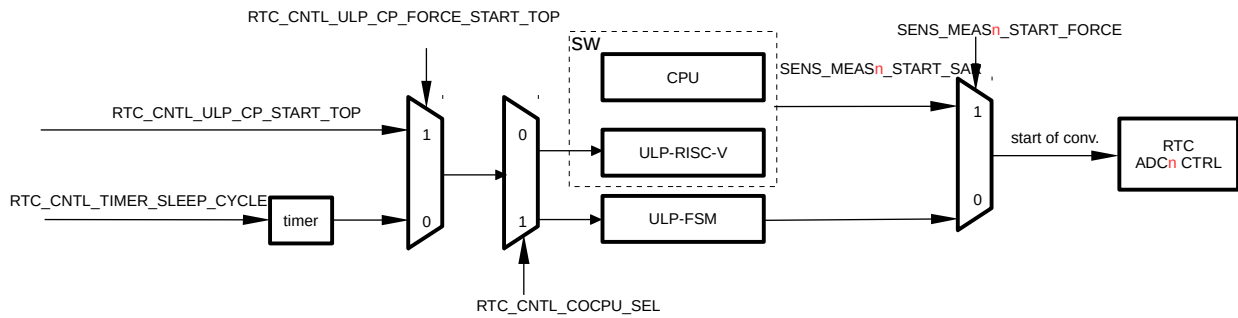 RTC_CNTL_ULP_CP_FORCE_START_TOP
SENS_MEASn_START_FORCE
SW
CPU
SENS_MEASn_START_SAR
RTC_CNTL_ULP_CP_START_TOP
1
0
1
ULP-RISC-V
start of conv.
RTC
ADCn CTRL
RTC_CNTL_TIMER_SLEEP_CYCLE
timer
0
1
ULP-FSM
0
RTC_CNTL_COCPU_SEL